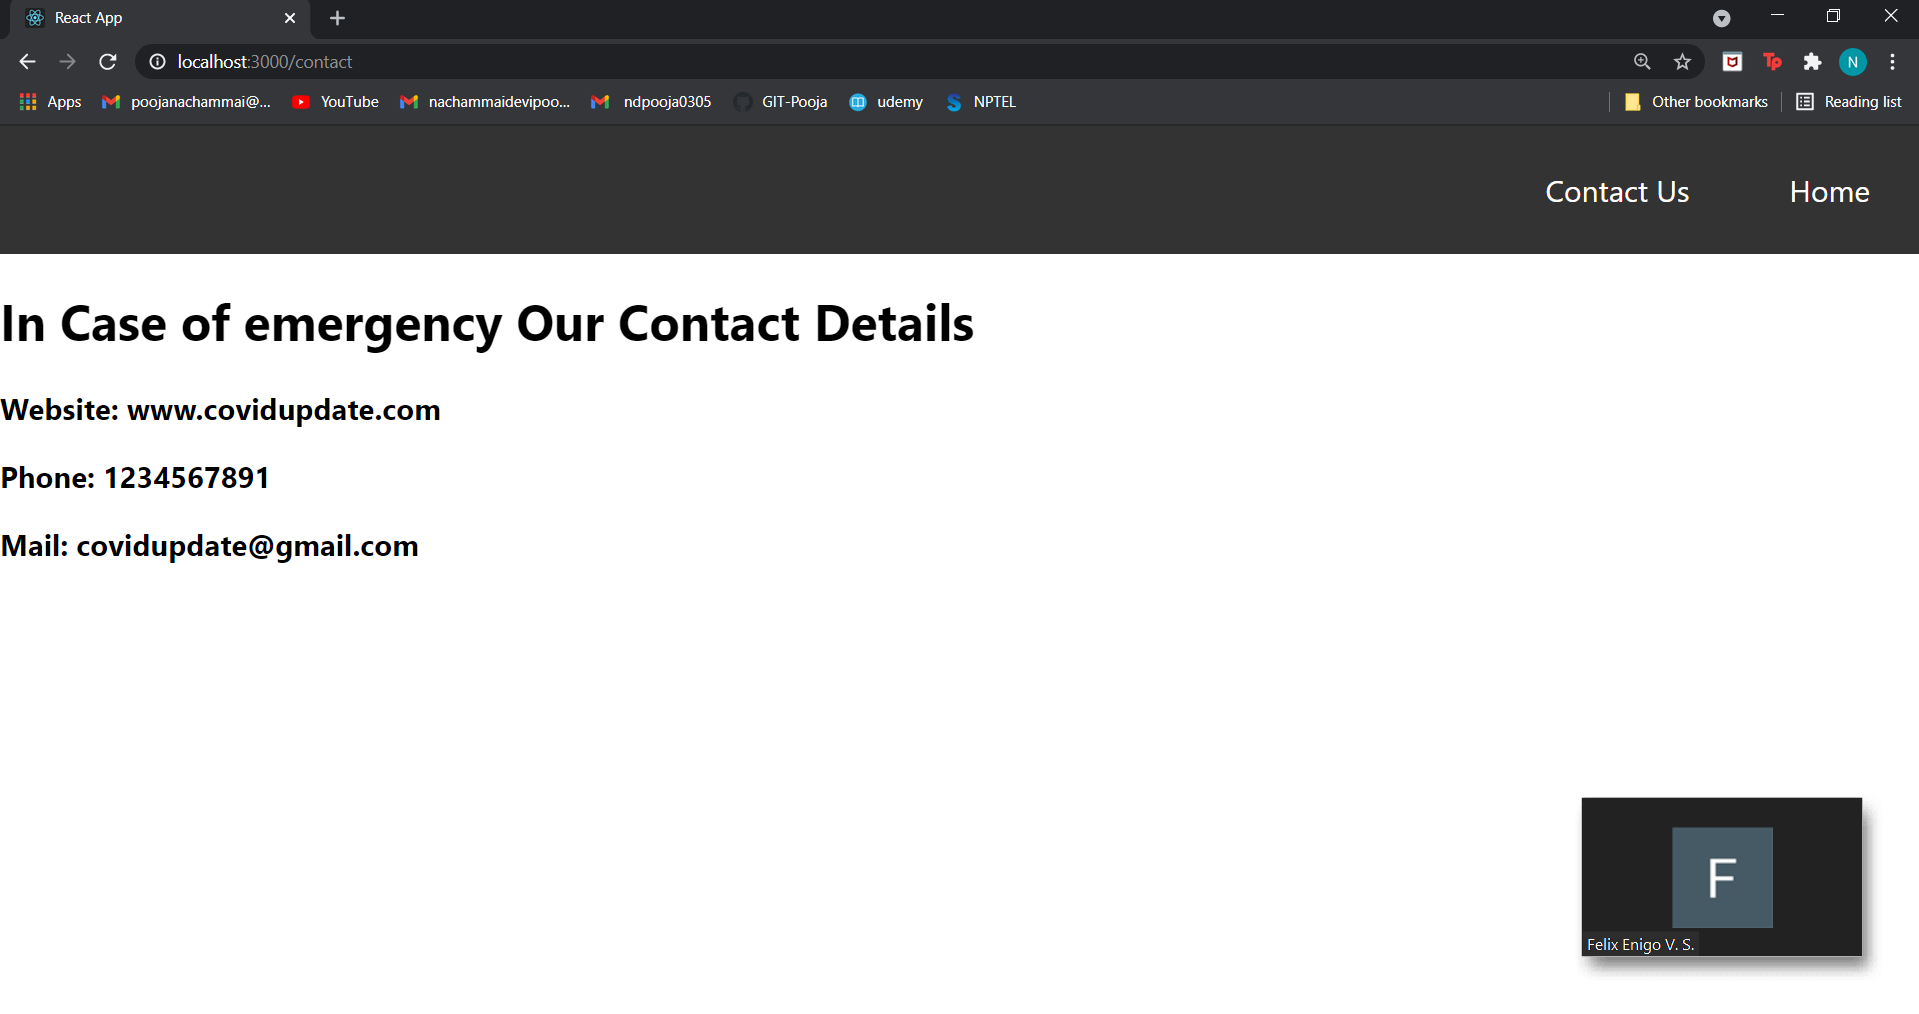 React App
localhost:3000/contact
N
Apps poojanachammai@... YouTube nachammaidevipoo... ndpooja0305 GIT-Pooja udemy NPTEL Other bookmarks Reading list
Contact Us Home
In Case of emergency Our Contact Details
Website: www.covidupdate.com
Phone: 1234567891
Mail: covidupdate@gmail.com
F
Felix Enigo V. S.